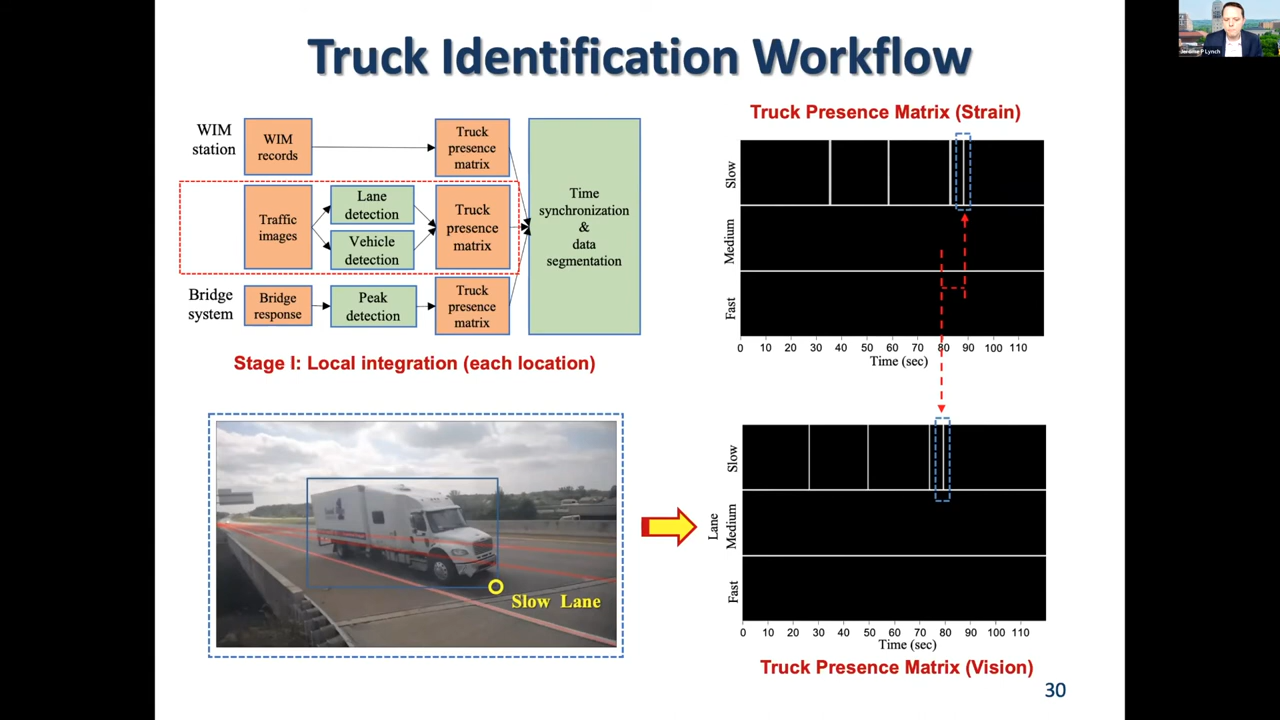 Truck Identification Workflow
Jerome P Lynch
WIM
station
WIM
records
Truck
presence
matrix
Traffic
images
Lane
detection
Vehicle
detection
Truck
presence
matrix
Bridge
system
Bridge
response
Peak
detection
Truck
presence
matrix
Time
synchronization
&
data
segmentation
Stage I: Local integration (each location)
Slow Lane
Truck Presence Matrix (Strain)
Slow
Medium
Fast
0 10 20 30 40 50 60 70 80 90 100 110
Time (sec)
Slow
Medium
Fast
Lane
0 10 20 30 40 50 60 70 80 90 100 110
Time (sec)
Truck Presence Matrix (Vision)
30